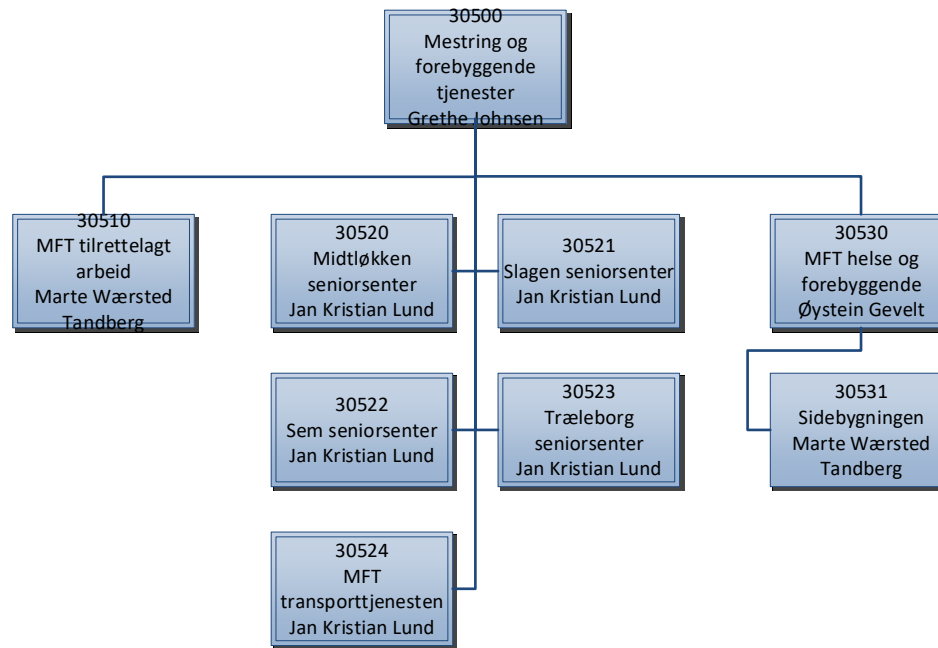 30500
Mestring og
forebyggende
tjenester
Grethe Johnsen
30510
MFT tilrettelagt
arbeid
Marte Wærsted
Tandberg
30520
Midtløkken
seniorsenter
Jan Kristian Lund
30521
Slagen seniorsenter
Jan Kristian Lund
30530
MFT helse og
forebyggende
Øystein Gevelt
30522
Sem seniorsenter
Jan Kristian Lund
30523
Træleborg
seniorsenter
Jan Kristian Lund
30531
Sidebygningen
Marte Wærsted
Tandberg
30524
MFT
transporttjenesten
Jan Kristian Lund